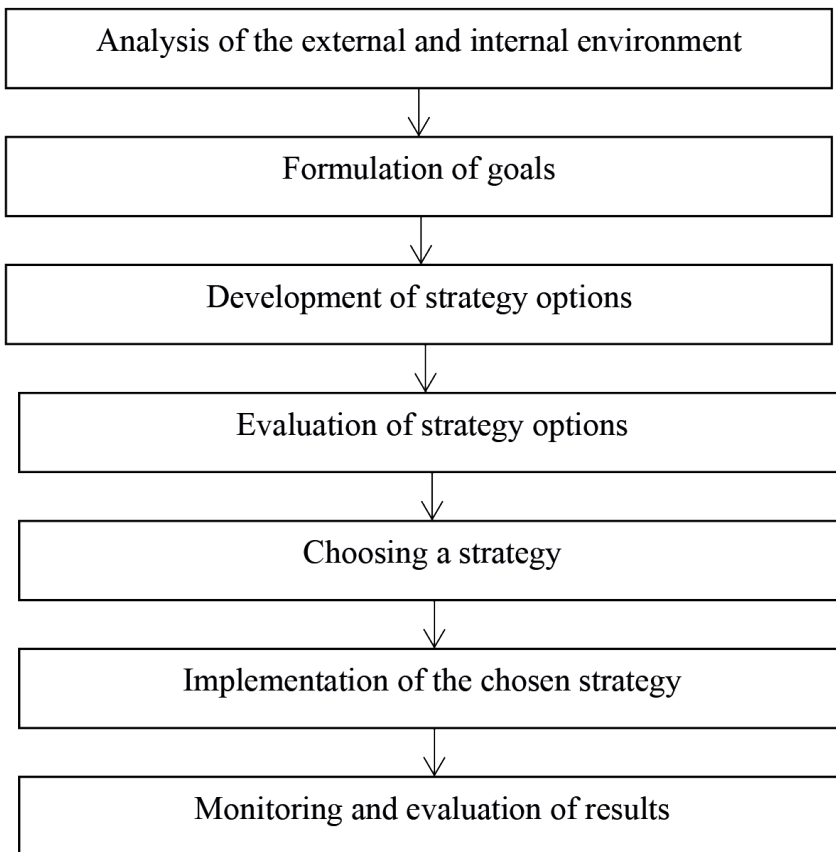 Analysis of the external and internal environment
Formulation of goals
Development of strategy options
Evaluation of strategy options
Choosing a strategy
Implementation of the chosen strategy
Monitoring and evaluation of results